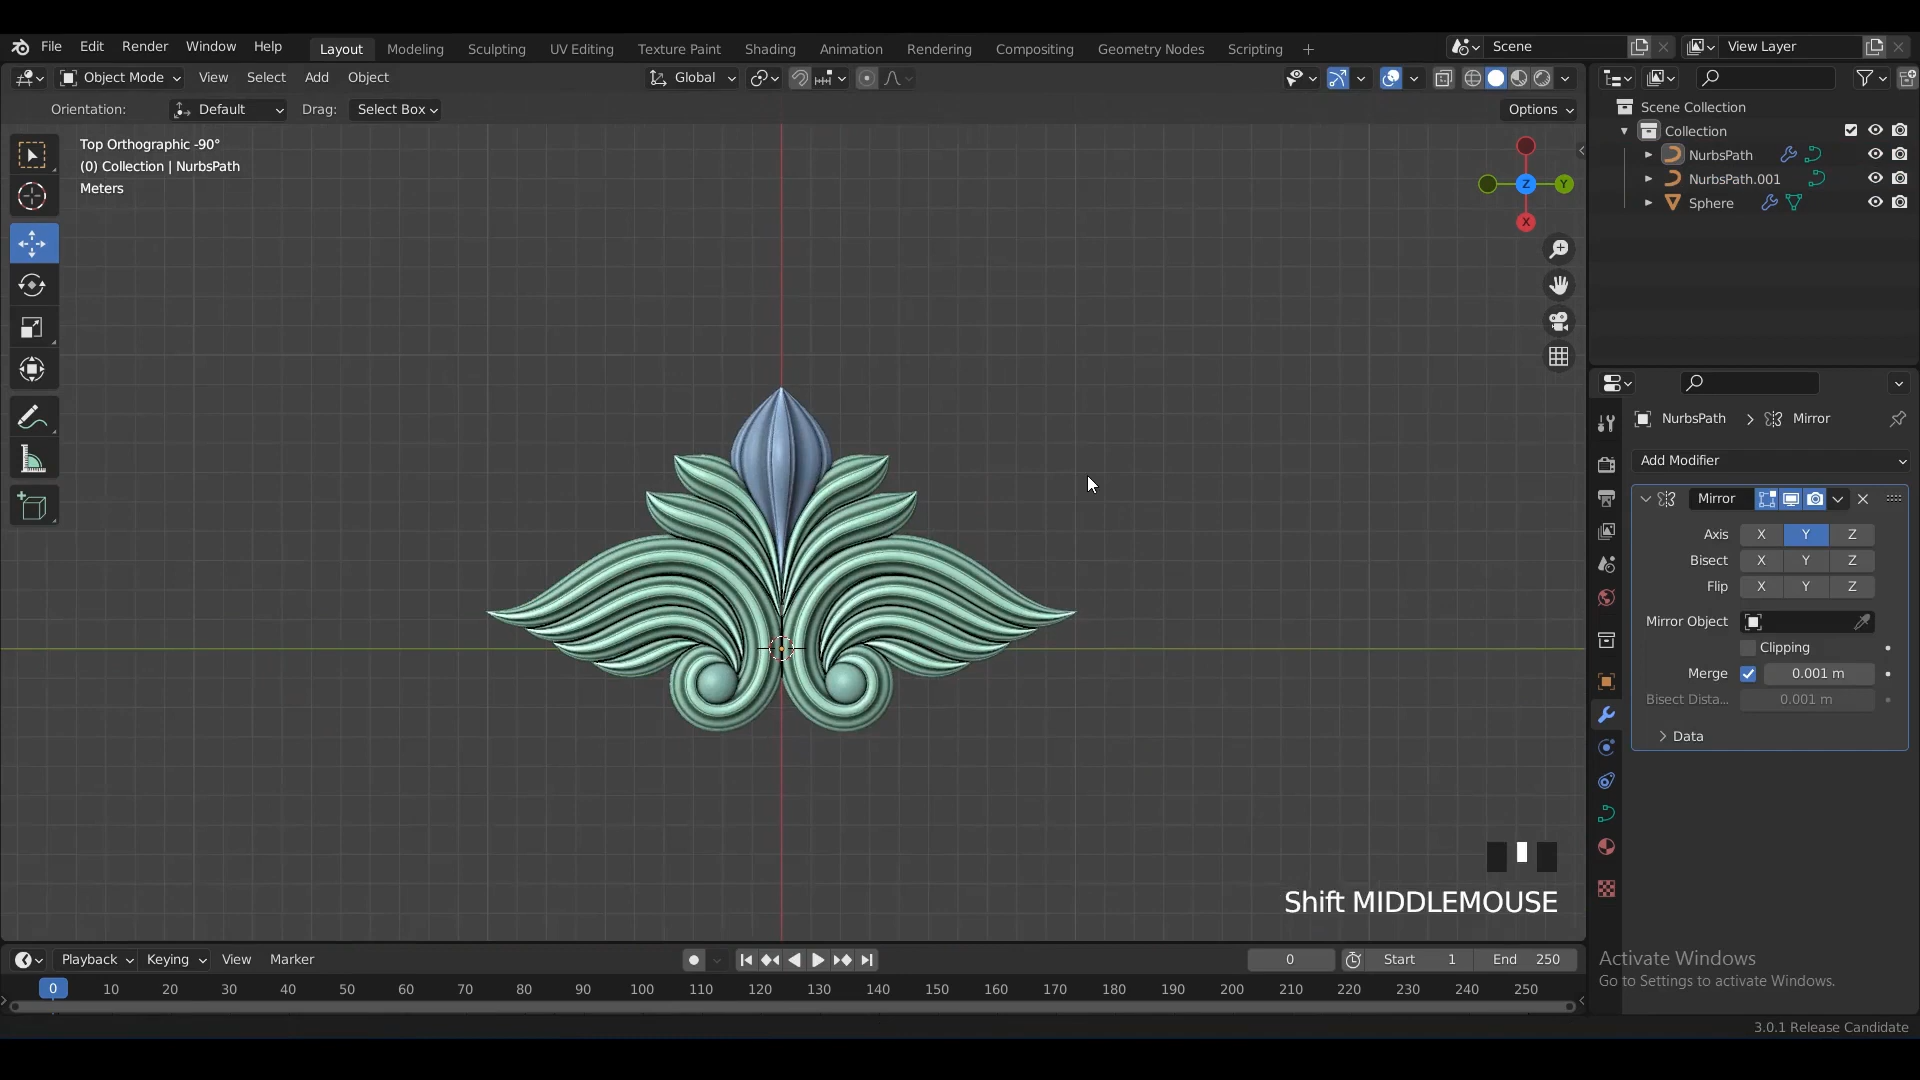 File Edit Render Window Help Layout Modeling Sculpting UV Editing Texture Paint Shading Animation Rendering Compositing Geometry Nodes Scripting + Scene View Layer
Object Mode View Select Add Object Global
Orientation: Default Drag: Select Box Options
Top Orthographic -90°
(0) Collection | NurbsPath
Meters
Z Y X
Scene Collection
Collection
NurbsPath
NurbsPath.001
Sphere
NurbsPath > Mirror
Add Modifier
Mirror
Axis X Y Z
Bisect X Y Z
Flip X Y Z
Mirror Object
Clipping
Merge 0.001 m
Bisect Dista... 0.001 m
Data
Shift MIDDLEMOUSE
Playback Keying View Marker 0 Start 1 End 250
0 10 20 30 40 50 60 70 80 90 100 110 120 130 140 150 160 170 180 190 200 210 220 230 240 250
Activate Windows
Go to Settings to activate Windows.
3.0.1 Release Candidate